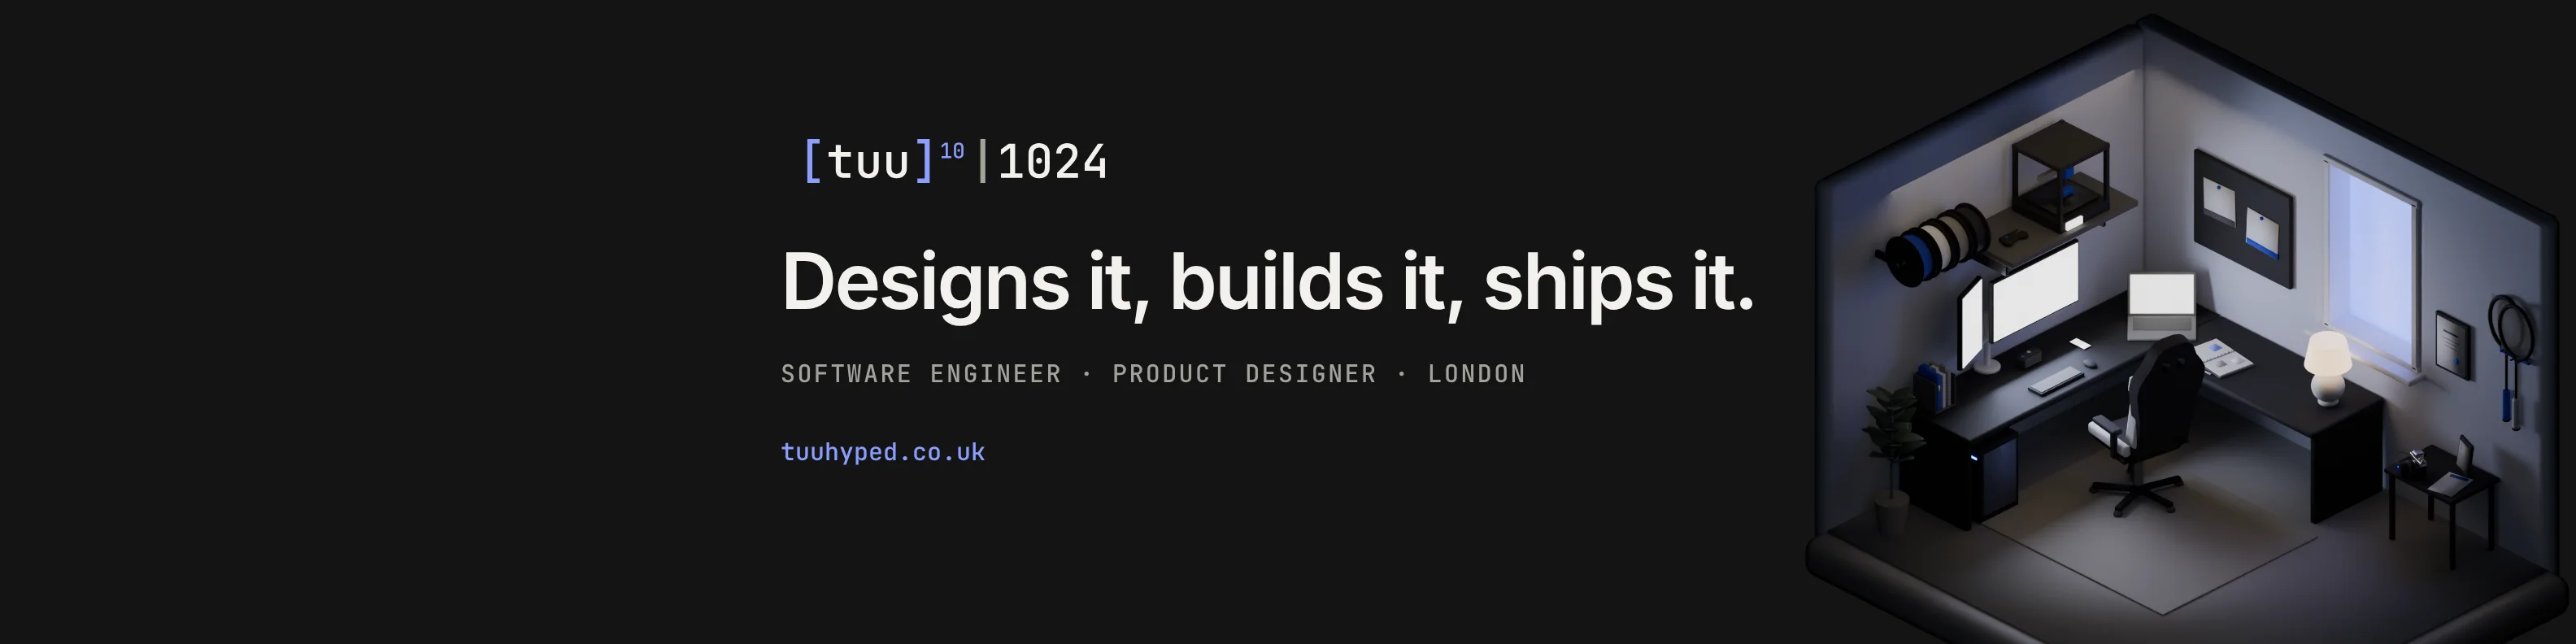 [tuu]10|1024
Designs it, builds it, ships it.
SOFTWARE ENGINEER · PRODUCT DESIGNER · LONDON
tuuhyped.co.uk